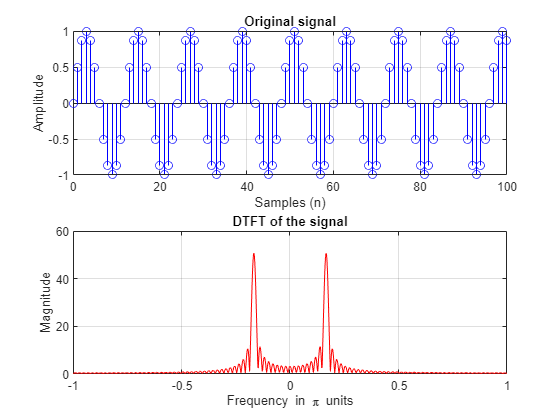 Original signal
1
0.5
0
-0.5
-1
Amplitude
0 20 40 60 80 100
Samples (n)
DTFT of the signal
60
40
20
0
Magnitude
-1 -0.5 0 0.5 1
Frequency in π units